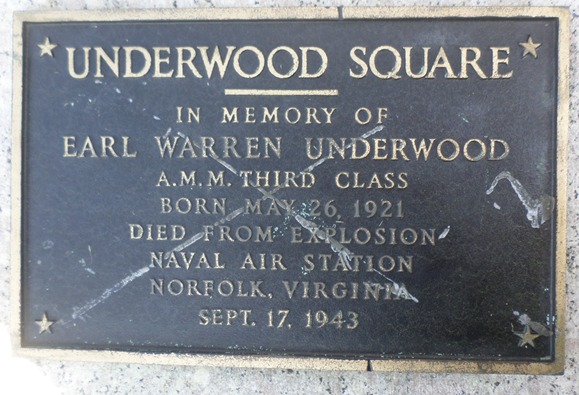 UNDERWOOD SQUARE
IN MEMORY OF
EARL WARREN UNDERWOOD
A.M.M. THIRD CLASS
BORN MAY 26, 1921
DIED FROM EXPLOSION
NAVAL AIR STATION
NORFOLK, VIRGINIA
SEPT. 17, 1943